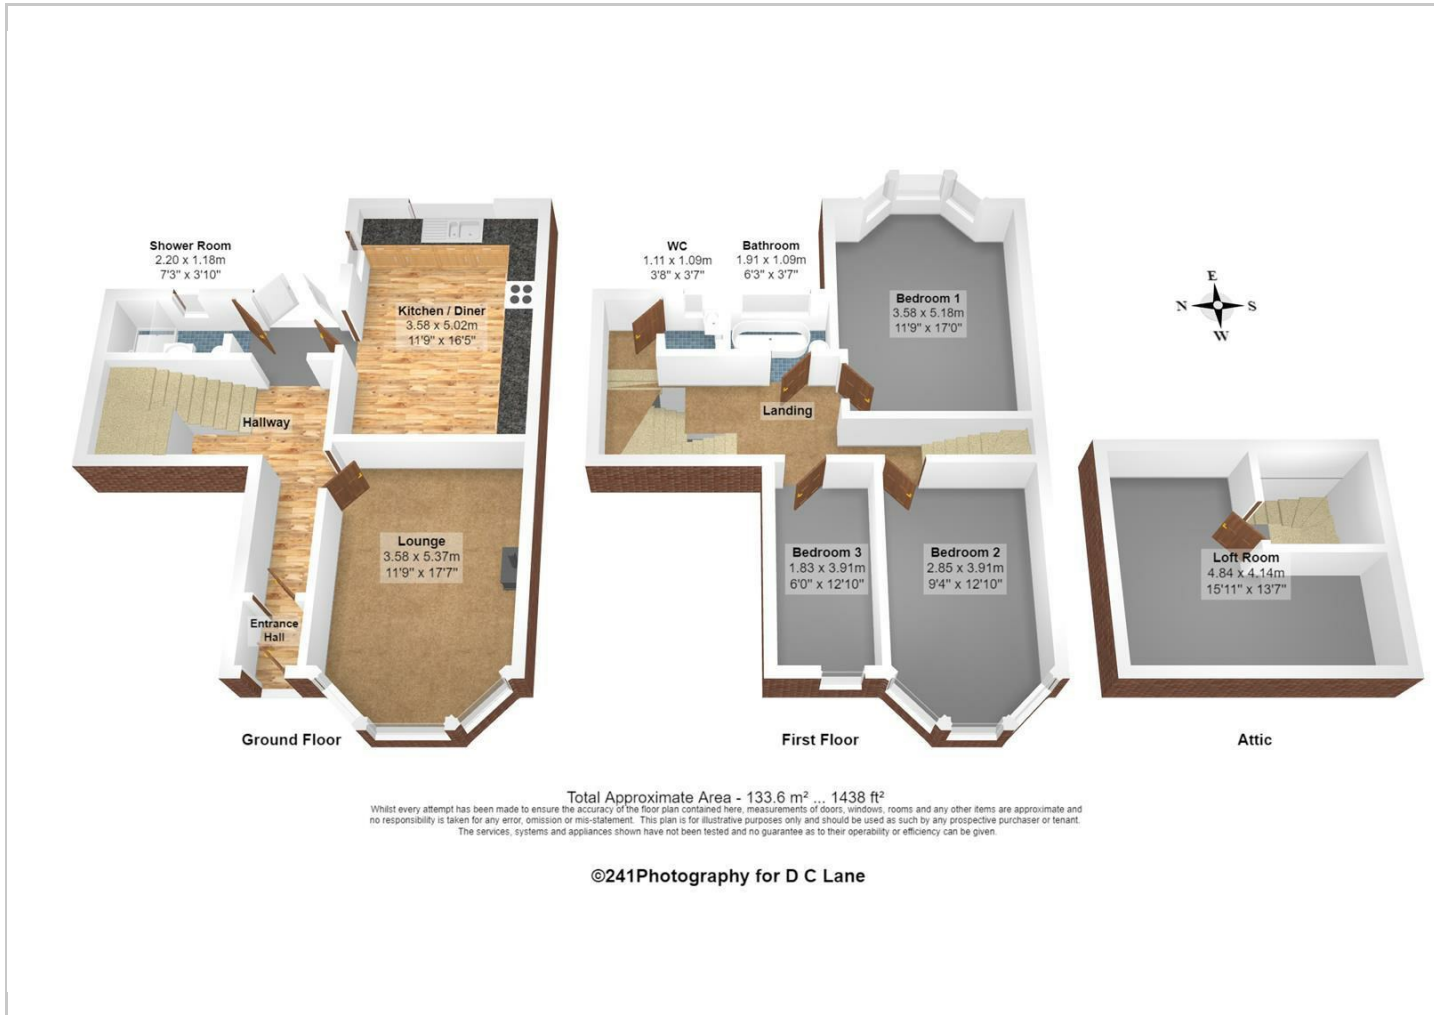 Shower Room
2.20 x 1.18m
7'3" x 3'10"
Kitchen / Diner
3.58 x 5.02m
11'9" x 16'5"
Hallway
Lounge
3.58 x 5.37m
11'9" x 17'7"
Entrance
Hall
Ground Floor
WC
1.11 x 1.09m
3'8" x 3'7"
Bathroom
1.91 x 1.09m
6'3" x 3'7"
Bedroom 1
3.58 x 5.18m
11'9" x 17'0"
Landing
Bedroom 3
1.83 x 3.91m
6'0" x 12'10"
Bedroom 2
2.85 x 3.91m
9'4" x 12'10"
First Floor
E
N
S
W
Loft Room
4.84 x 4.14m
15'11" x 13'7"
Attic
Total Approximate Area - 133.6 m² ... 1438 ft²
Whilst every attempt has been made to ensure the accuracy of the floor plan contained here, measurements of doors, windows, rooms and any other items are approximate and
no responsibility is taken for any error, omission or mis-statement. This plan is for illustrative purposes only and should be used as such by any prospective purchaser or tenant.
The services, systems and appliances shown have not been tested and no guarantee as to their operability or efficiency can be given.
©241Photography for D C Lane